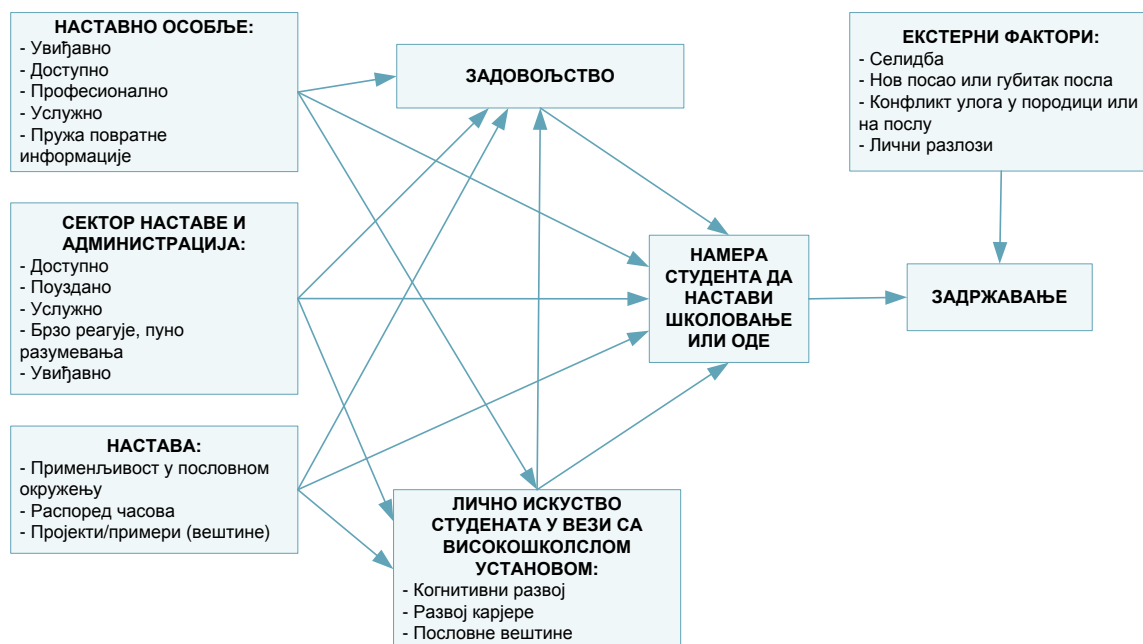 НАСТАВНО ОСОБЉЕ:
- Увиђавно
- Доступно
- Професионално
- Услужно
- Пружа повратне
информације
ЗАДОВОЉСТВО
ЕКСТЕРНИ ФАКТОРИ:
- Селидба
- Нов посао или губитак посла
- Конфликт улога у породици или
на послу
- Лични разлози
СЕКТОР НАСТАВЕ И
АДМИНИСТРАЦИЈА:
- Доступно
- Поуздано
- Услужно
- Брзо реагује, пуно
разумевања
- Увиђавно
НАМЕРА
СТУДЕНТА ДА
НАСТАВИ
ШКОЛОВАЊЕ
ИЛИ ОДЕ
ЗАДРЖАВАЊЕ
НАСТАВА:
- Применљивост у пословном
окружењу
- Распоред часова
- Пројекти/примери (вештине)
ЛИЧНО ИСКУСТВО
СТУДЕНАТА У ВЕЗИ СА
ВИСОКОШКОЛСЛОМ
УСТАНОВОМ:
- Когнитивни развој
- Развој карјере
- Пословне вештине